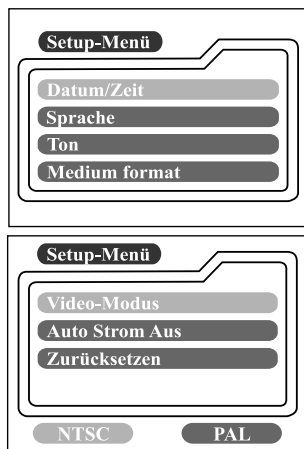 Setup-Menü
Datum/Zeit
Sprache
Ton
Medium format
Setup-Menü
Video-Modus
Auto Strom Aus
Zurücksetzen
NTSC PAL